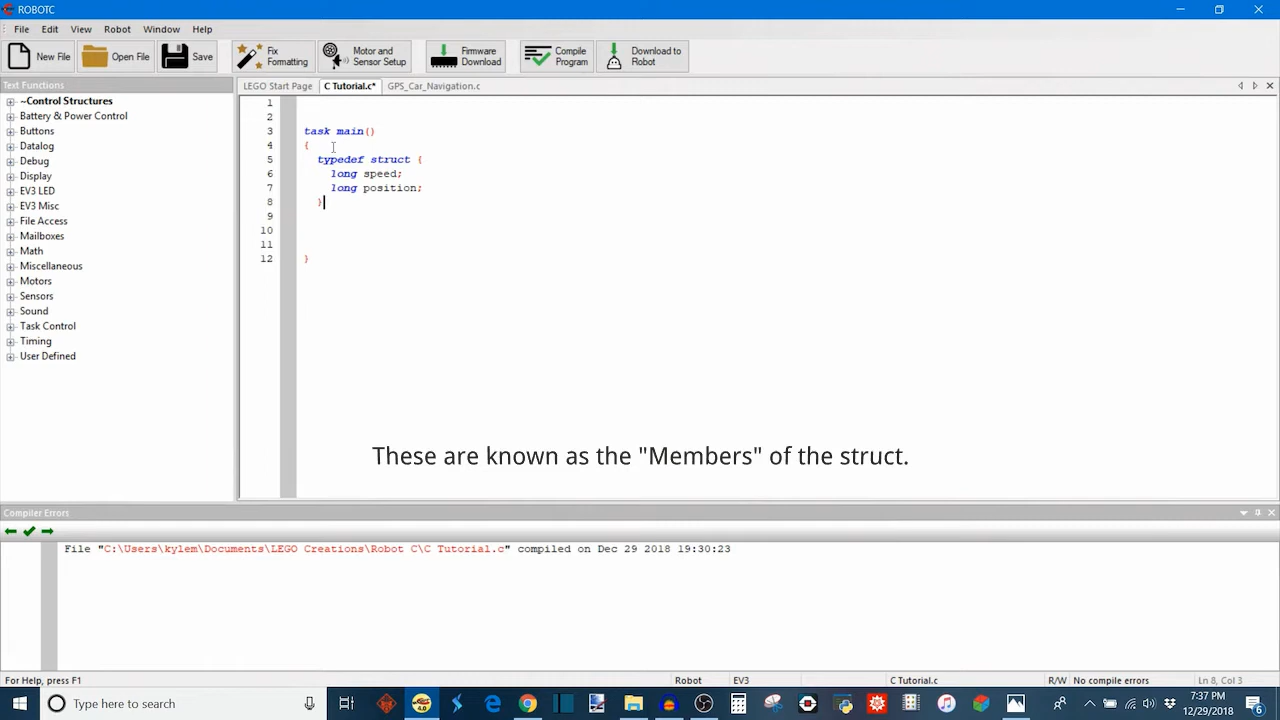 ROBOTC
File Edit View Robot Window Help
New File Open File Save Fix Formatting Motor and Sensor Setup Firmware Download Compile Program Download to Robot
Text Functions
LEGO Start Page C Tutorial.c* GPS_Car_Navigation.c
~Control Structures
Battery & Power Control
Buttons
Datalog
Debug
Display
EV3 LED
EV3 Misc
File Access
Mailboxes
Math
Miscellaneous
Motors
Sensors
Sound
Task Control
Timing
User Defined
1
2
3 task main()
4 {
5 typedef struct {
6 long speed;
7 long position;
8 }
9
10
11
12 }
These are known as the "Members" of the struct.
Compiler Errors
File "C:\Users\kylem\Documents\LEGO Creations\Robot C\C Tutorial.c" compiled on Dec 29 2018 19:30:23
For Help, press F1 Robot EV3 C Tutorial.c R/W No compile errors Ln 8, Col 3
Type here to search
4.0
7:37 PM
12/29/2018
6